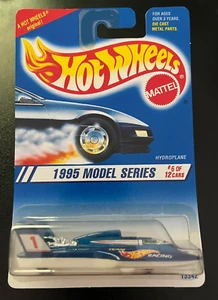 A HOT WHEELS
original!
FOR AGES
OVER 3 YEARS.
DIE CAST
METAL PARTS.
HOT WHEELS
MATTEL
HYDROPLANE
1995 MODEL SERIES
#5 OF
12 CARS
1
RACING